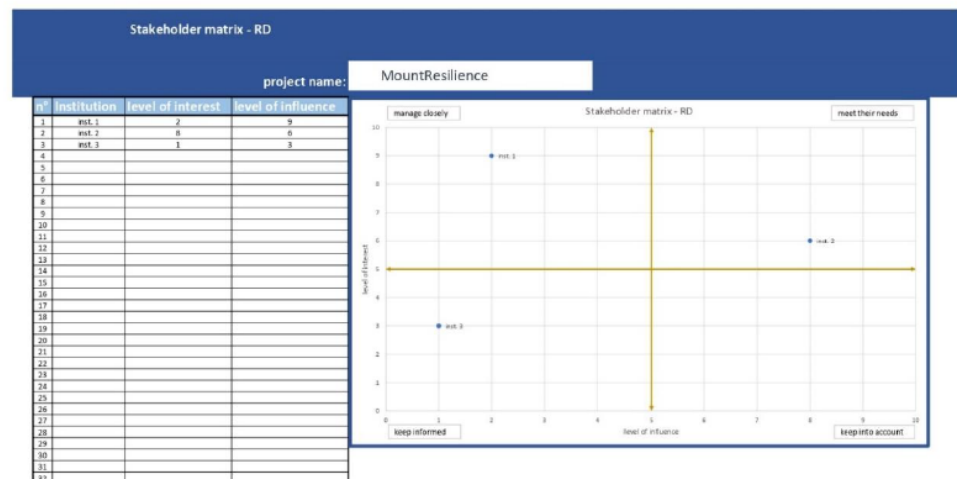 Stakeholder matrix - RD
project name:
MountResilience
n° Institution level of interest level of influence
1 inst. 1 2 9
2 inst. 2 8 6
3 inst. 3 1 3
4
5
6
7
8
9
10
11
12
13
14
15
16
17
18
19
20
21
22
23
24
25
26
27
28
29
30
31
32
manage closely
Stakeholder matrix - RD
meet their needs
10
9
8
7
6
5
4
3
2
1
0
level of interest
inst. 1
inst. 2
inst. 3
0 1 2 3 4 5 6 7 8 9 10
keep informed
level of influence
keep into account